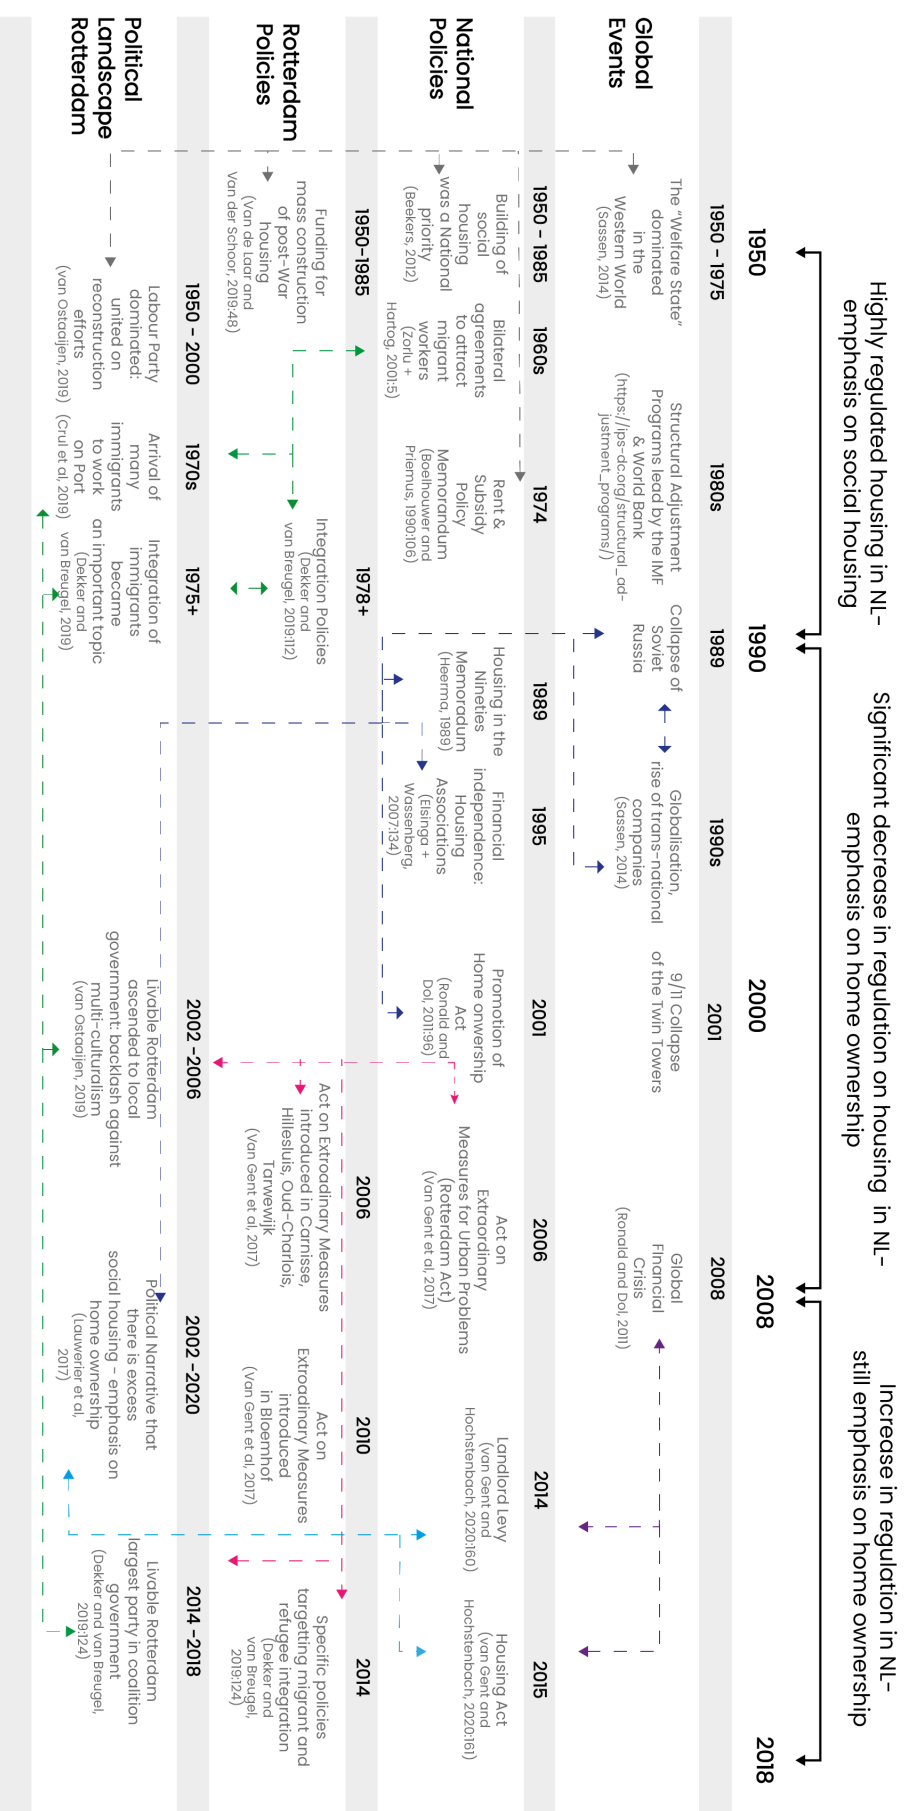 Highly regulated housing in NL-
emphasis on social housing
Significant decrease in regulation on housing in NL-
emphasis on home ownership
Increase in regulation in NL-
still emphasis on home ownership
1950
1990
2000
2008
2018
Global
Events
1950 - 1975
1980s
1989
1990s
2001
2008
The "Welfare State"
dominated
in the
Western World
(Sassen, 2014)
Structural Adjustment
Programs lead by the IMF
& World Bank
(https://ips-dc.org/structural_ad-
justment_programs/)
Collapse of
Soviet
Russia
Globalisation,
rise of trans-national
companies
(Sassen, 2014)
9/11 Collapse
of the Twin Towers
Global
FInancial
Crisis
(Ronald and Dol, 2011)
National
Policies
1950 - 1985
1960s
1974
1989
1995
2001
2006
2014
2015
Building of
social
housing
was a National
priority
(Beekers, 2012)
Bilateral
agreements
to attract
migrant
workers
(Zorlu +
Hartog, 2001:5)
Rent &
Subsidy
Policy
Memorandum
(Boelhouwer and
Priemus, 1990:106)
Housing in the
Nineties
Memoradum
(Heerma, 1989)
Financial
independence:
Housing
Associations
(Elsinga +
Wassenberg,
2007:134)
Promotion of
Home onwership
Act
(Ronald and
Dol, 2011:96)
Act on
Extraordinary
Measures for Urban Problems
(Rotterdam Act)
(Van Gent et al, 2017)
Landlord Levy
(van Gent and
Hochstenbach, 2020:160)
Housing Act
(van Gent and
Hochstenbach, 2020:161)
Rotterdam
Policies
1950-1985
1978+
2006
2010
2014
Funding for
mass construction
of post-War
housing
(Van de Laar and
Van der Schoor, 2019:48)
Integration Policies
(Dekker and
van Breugel, 2019:112)
Act on Extroadinary Measures
introduced in Carnisse,
Hillesluis, Oud-Charlois,
Tarwewijk
(Van Gent et al, 2017)
Act on
Extroadinary Measures
introduced
in Bloemhof
(Van Gent et al, 2017)
Specific policies
targetting migrant and
refugee integration
(Dekker and
van Breugel,
2019:124)
Political
Landscape
Rotterdam
1950 - 2000
1970s
1975+
2002 -2006
2002 -2020
2014 -2018
Labour Party
dominated:
united on
reconstruction
efforts
(van Ostaaijen, 2019)
Arrival of
many
immigrants
to work
on Port
(Crul et al, 2019)
Integration of
immigrants
became
an important topic
(Dekker and
van Breugel, 2019)
Livable Rotterdam
ascended to local
government: backlash against
multi-culturalism
(van Ostaaijen, 2019)
Political Narrative that
there is excess
social housing - emphasis on
home ownership
(Lauwerier et al,
2017)
Livable Rotterdam
largest party in coalition
government
(Dekker and van Breugel,
2019:124)